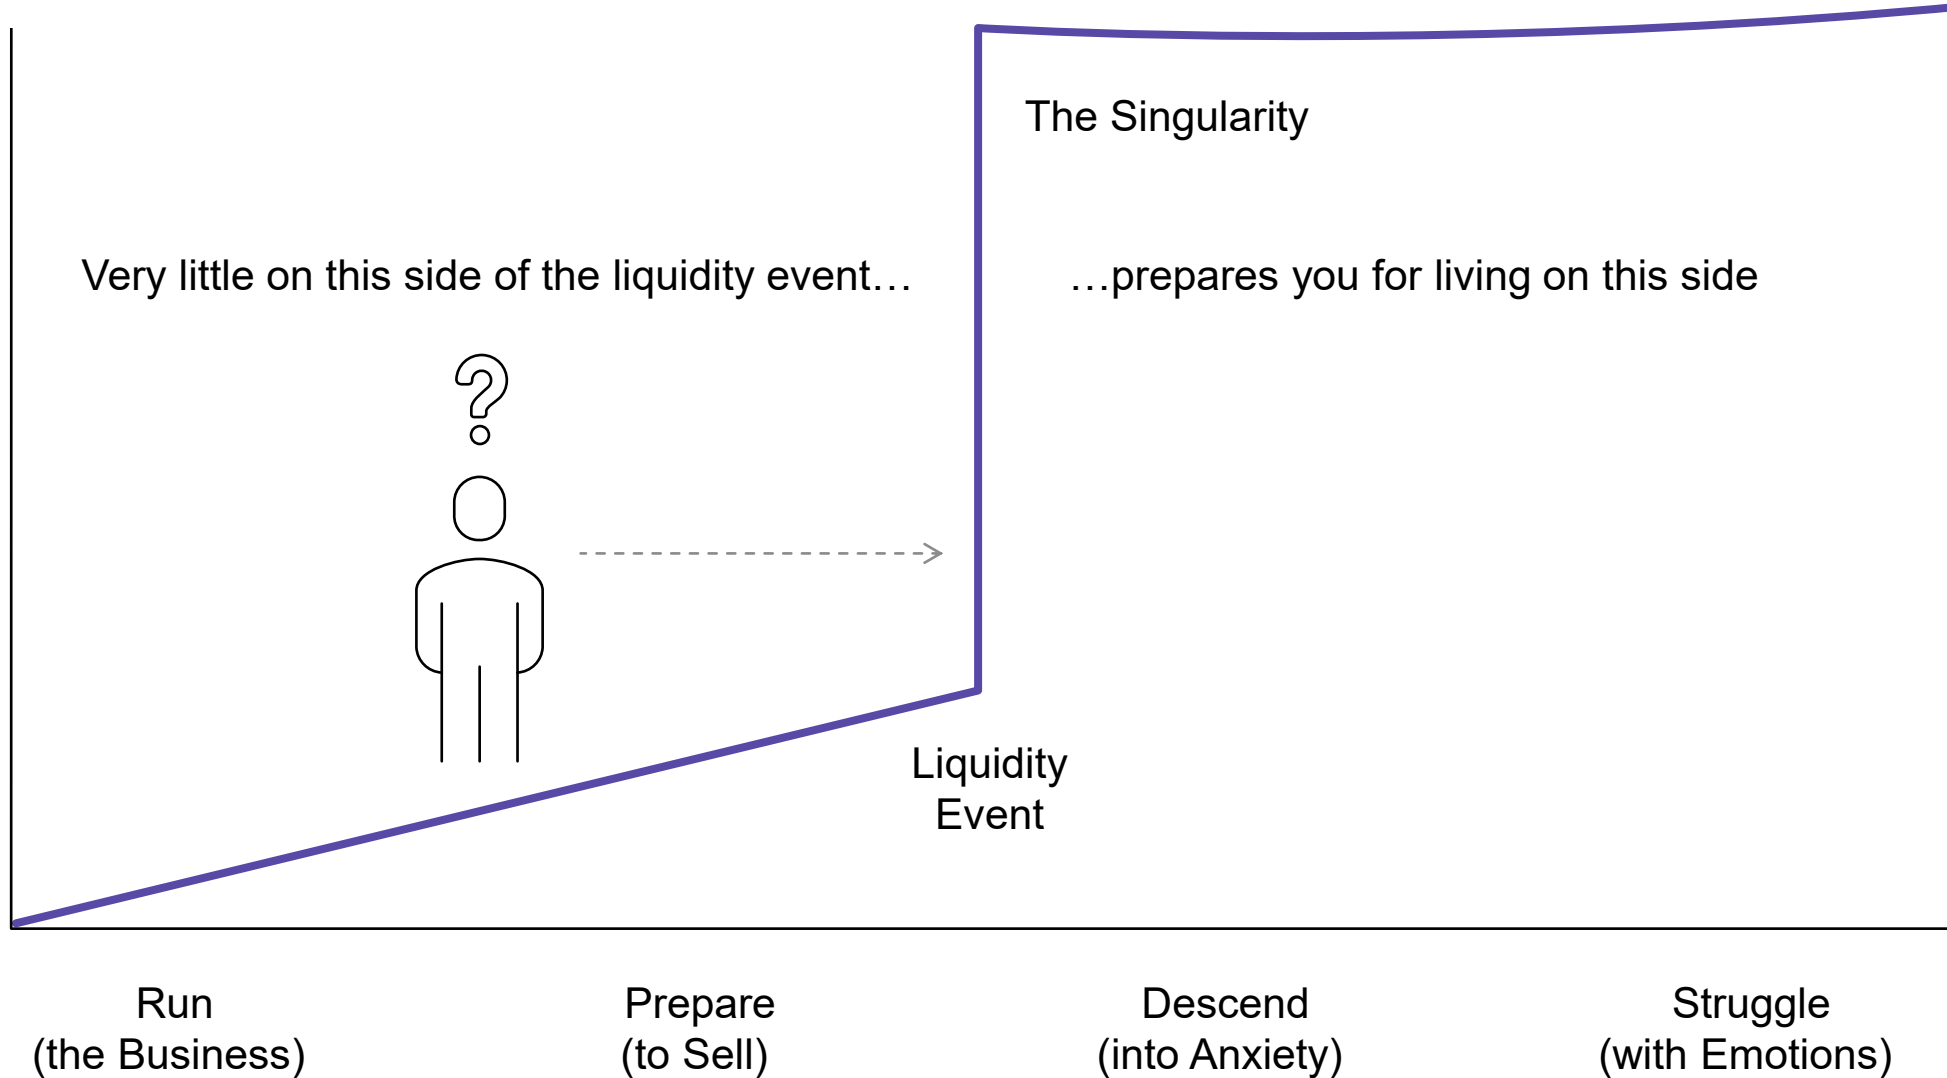 The Singularity
Very little on this side of the liquidity event…
…prepares you for living on this side
?
Liquidity
Event
Run
(the Business)
Prepare
(to Sell)
Descend
(into Anxiety)
Struggle
(with Emotions)